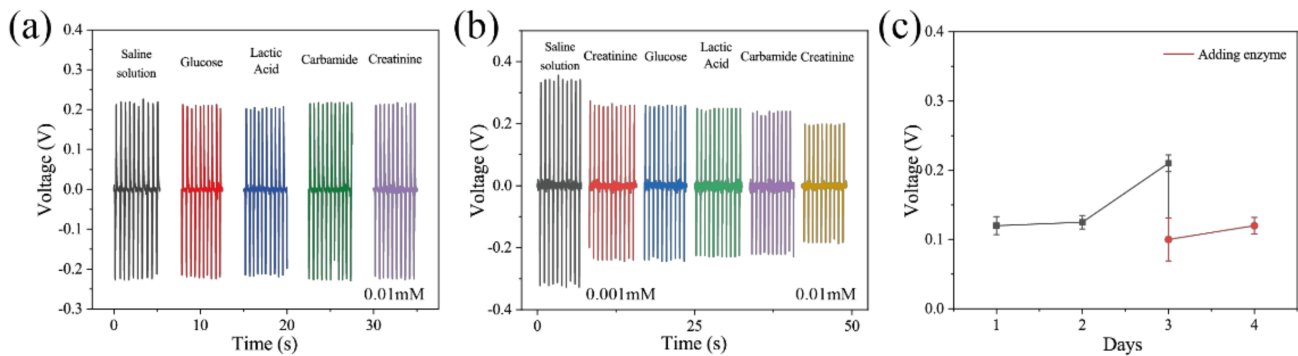 (a)
Voltage (V)
0.4
0.3
0.2
0.1
0.0
-0.1
-0.2
-0.3
Saline
solution
Glucose
Lactic
Acid
Carbamide
Creatinine
0.01mM
0
10
20
30
Time (s)
(b)
Voltage (V)
0.4
0.2
0.0
-0.2
-0.4
Saline
solution
Creatinine
Glucose
Lactic
Acid
Carbamide
Creatinine
0.001mM
0.01mM
0
25
50
Time (s)
(c)
Voltage (V)
0.4
0.3
0.2
0.1
0.0
Adding enzyme
1
2
3
4
Days